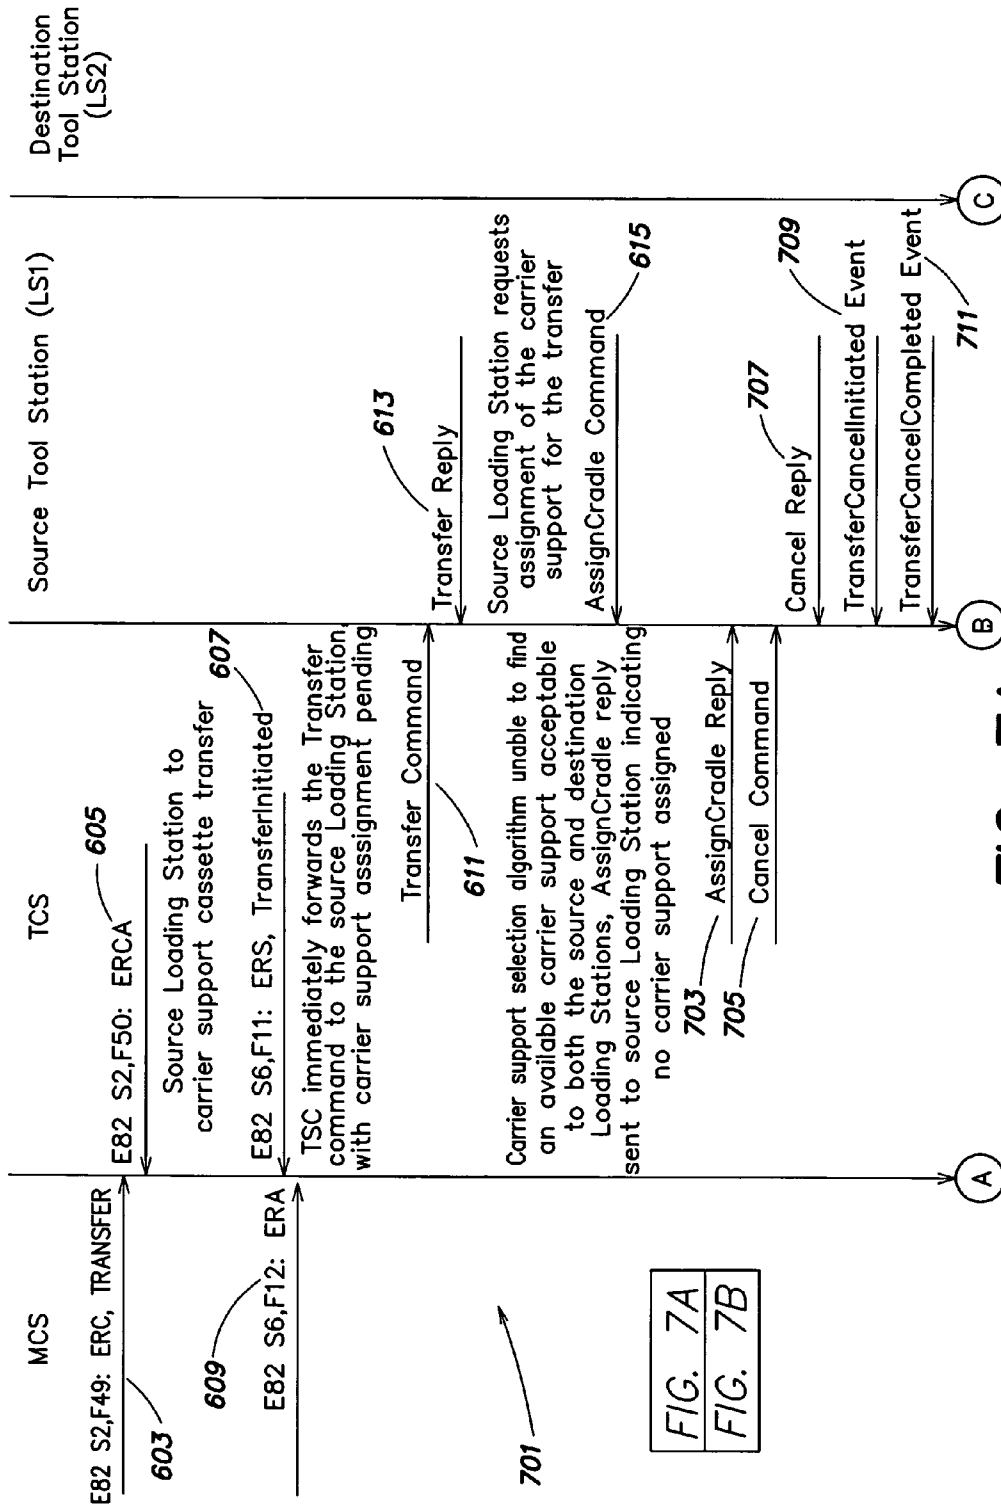 MCS
TCS
Source Tool Station (LS1)
Destination
Tool Station
(LS2)
E82 S2,F49: ERC, TRANSFER
603
E82 S2,F50: ERCA
605
Source Loading Station to
carrier support cassette transfer
E82 S6,F11: ERS, TransferInitiated
607
609
E82 S6,F12: ERA
TSC immediately forwards the Transfer
command to the source Loading Station,
with carrier support asssignment pending
Transfer Command
611
Transfer Reply
613
Source Loading Station requests
assignment of the carrier
support for the transfer
AssignCradle Command
615
Carrier support selection algorithm unable to find
an available carrier support acceptable
to both the source and destination
Loading Stations, AssignCradle reply
sent to source Loading Station indicating
no carrier support assigned
703
AssignCradle Reply
705
Cancel Command
Cancel Reply
707
TransferCancelInitiated Event
709
TransferCancelCompleted Event
711
701
A
B
C
FIG. 7A
FIG. 7B